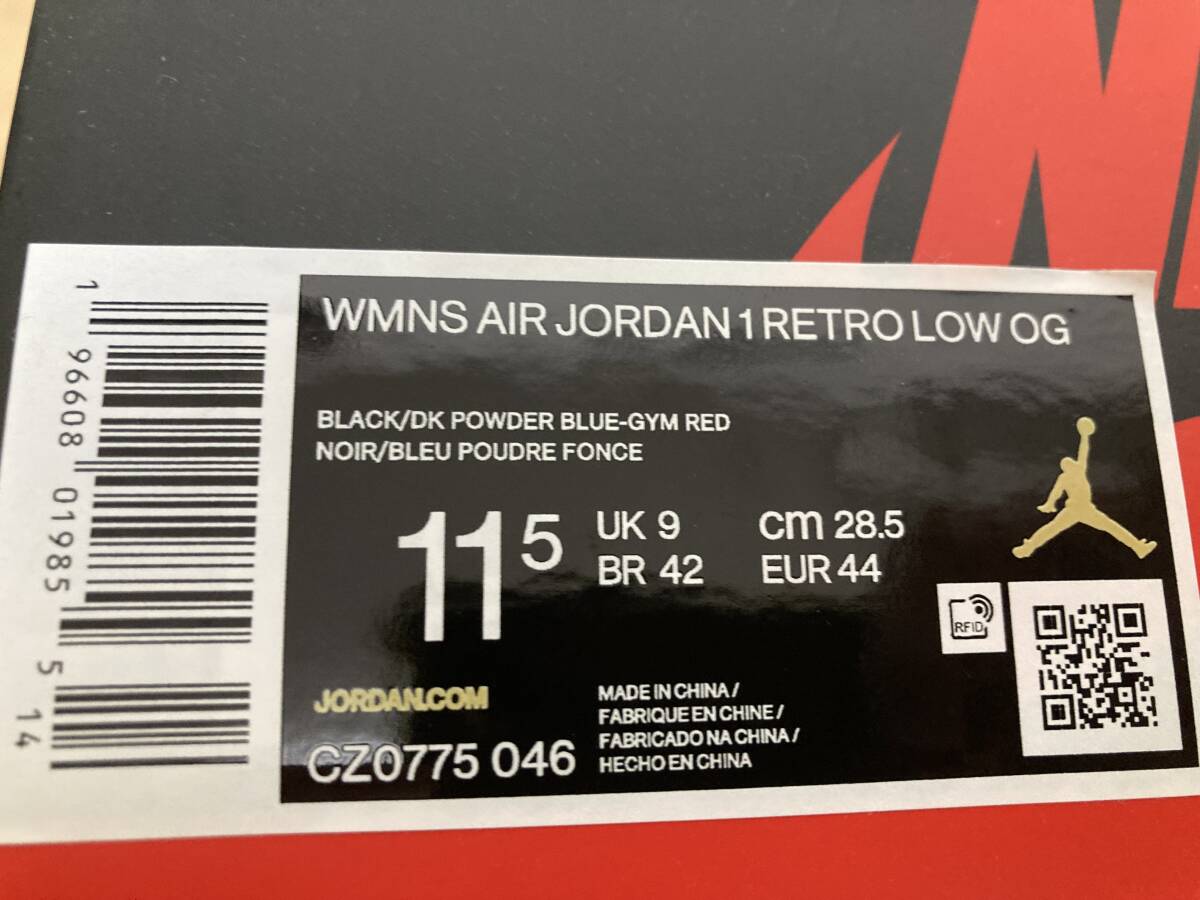 WMNS AIR JORDAN 1 RETRO LOW OG
BLACK/DK POWDER BLUE-GYM RED
NOIR/BLEU POUDRE FONCE
11 5
UK 9
cm 28.5
BR 42
EUR 44
RFID
JORDAN.COM
CZ0775 046
MADE IN CHINA /
FABRIQUE EN CHINE /
FABRICADO NA CHINA /
HECHO EN CHINA
1 96608 01985 5 14